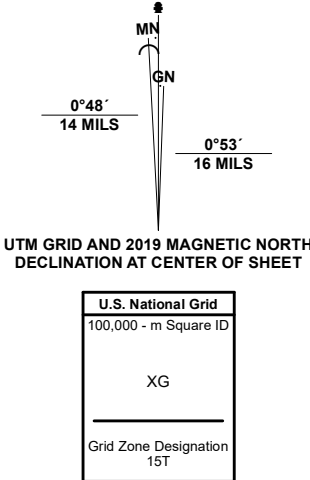 MN
GN
0°48´
14 MILS
0°53´
16 MILS
UTM GRID AND 2019 MAGNETIC NORTH
DECLINATION AT CENTER OF SHEET
U.S. National Grid
100,000 - m Square ID
XG
Grid Zone Designation
15T